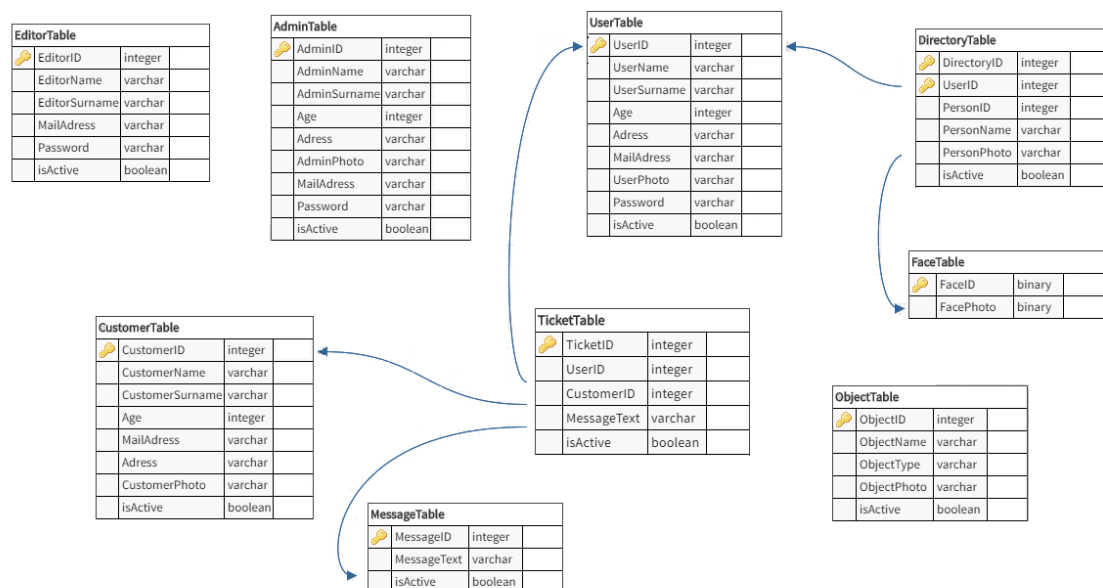 EditorTable
EditorID integer
EditorName varchar
EditorSurname varchar
MailAdress varchar
Password varchar
isActive boolean
AdminTable
AdminID integer
AdminName varchar
AdminSurname varchar
Age integer
Adress varchar
AdminPhoto varchar
MailAdress varchar
Password varchar
isActive boolean
UserTable
UserID integer
UserName varchar
UserSurname varchar
Age integer
Adress varchar
MailAdress varchar
UserPhoto varchar
Password varchar
isActive boolean
DirectoryTable
DirectoryID integer
UserID integer
PersonID integer
PersonName varchar
PersonPhoto varchar
isActive boolean
FaceTable
FaceID binary
FacePhoto binary
CustomerTable
CustomerID integer
CustomerName varchar
CustomerSurname varchar
Age integer
MailAdress varchar
Adress varchar
CustomerPhoto varchar
isActive boolean
TicketTable
TicketID integer
UserID integer
CustomerID integer
MessageText varchar
isActive boolean
ObjectTable
ObjectID integer
ObjectName varchar
ObjectType varchar
ObjectPhoto varchar
isActive boolean
MessageTable
MessageID integer
MessageText varchar
isActive boolean